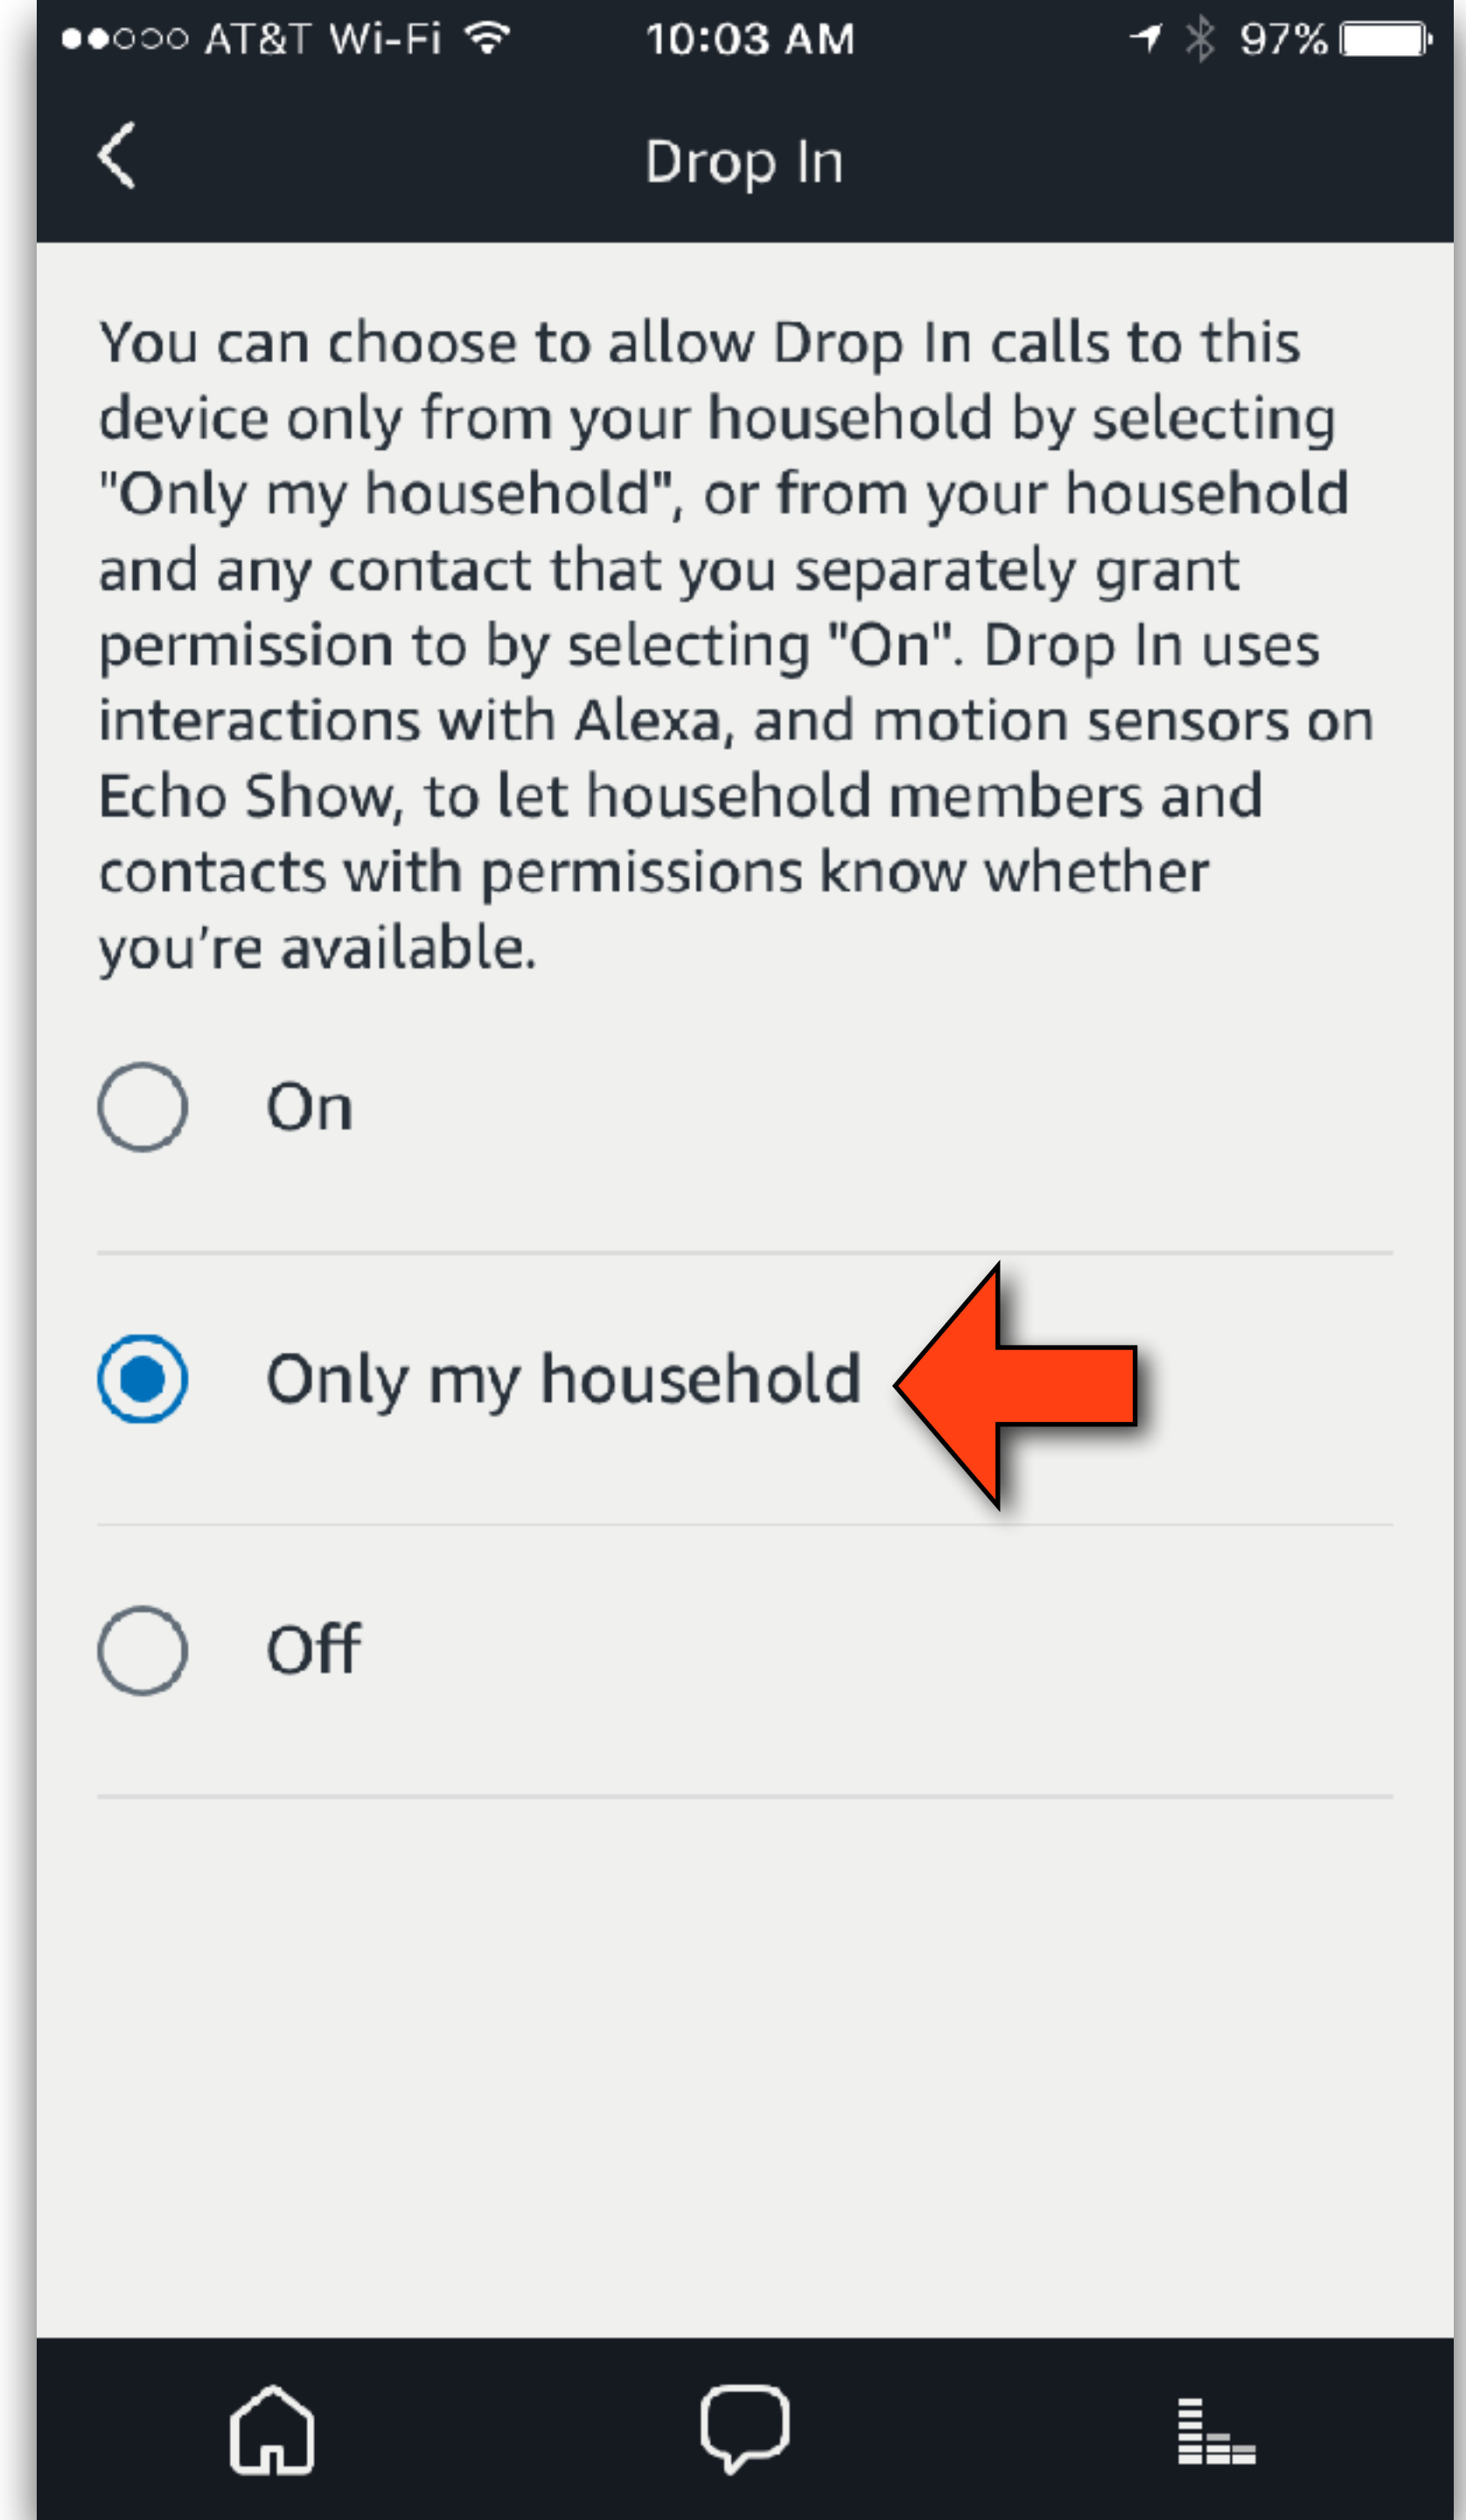 AT&T Wi-Fi 10:03 AM 97%
Drop In
You can choose to allow Drop In calls to this
device only from your household by selecting
"Only my household", or from your household
and any contact that you separately grant
permission to by selecting "On". Drop In uses
interactions with Alexa, and motion sensors on
Echo Show, to let household members and
contacts with permissions know whether
you’re available.
On
Only my household
Off